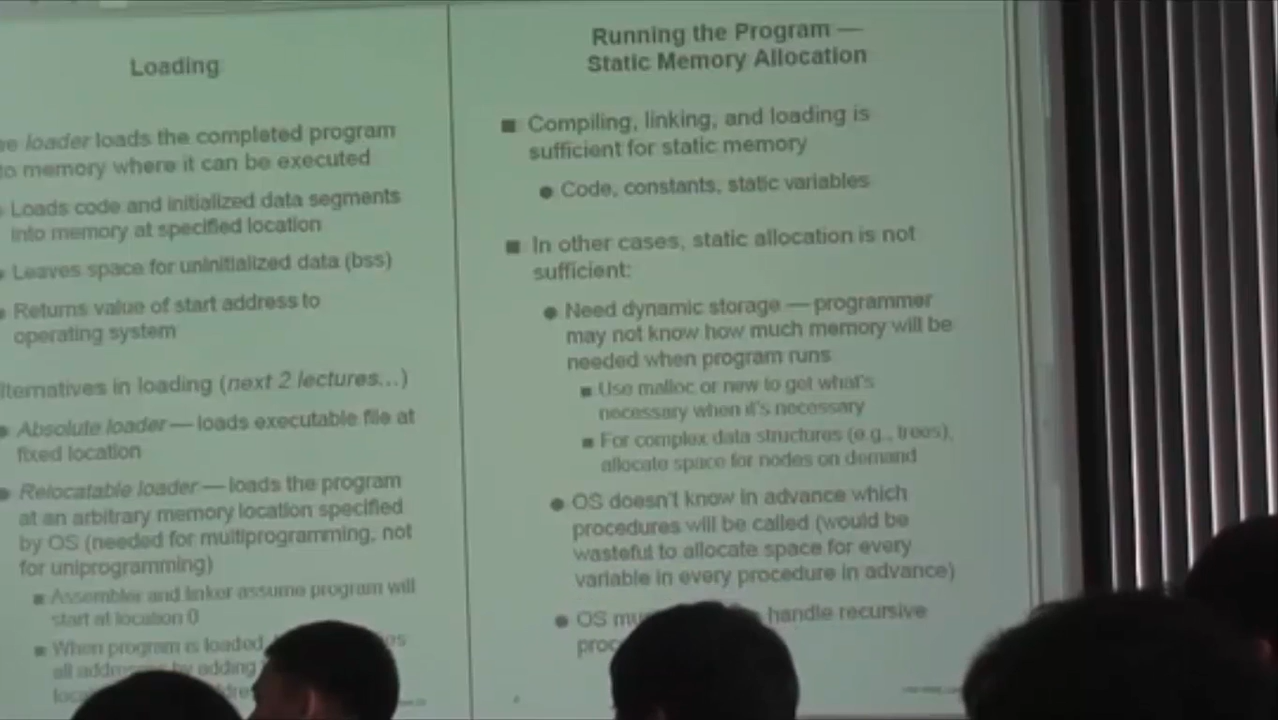 Loading
loader loads the completed program
to memory where it can be executed
Loads code and initialized data segments
into memory at specified location
Leaves space for uninitialized data (bss)
Returns value of start address to
operating system
lternatives in loading (next 2 lectures…)
Absolute loader — loads executable file at
fixed location
Relocatable loader — loads the program
at an arbitrary memory location specified
by OS (needed for multiprogramming, not
for uniprogramming)
Assembler and linker assume program will
start at location 0
When program is loaded,
all by adding
Running the Program —
Static Memory Allocation
Compiling, linking, and loading is
sufficient for static memory
Code, constants, static variables
In other cases, static allocation is not
sufficient:
Need dynamic storage — programmer
may not know how much memory will be
needed when program runs
Use malloc or new to get what's
necessary when it's necessary
For complex data structures (e.g., trees),
allocate space for nodes on demand
OS doesn't know in advance which
procedures will be called (would be
wasteful to allocate space for every
variable in every procedure in advance)
OS mu handle recursive
proc